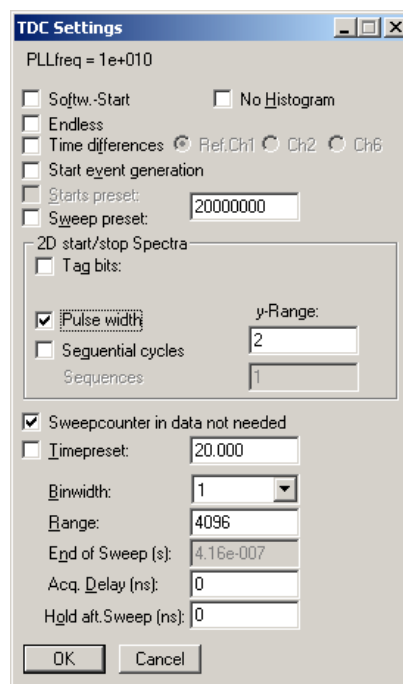 TDC Settings
PLLfreq = 1e+010
Softw.-Start No Histogram
Endless
Time differences Ref.Ch1 Ch2 Ch6
Start event generation
Starts preset:
Sweep preset: 20000000
2D start/stop Spectra
Tag bits:
Pulse width y-Range:
Sequential cycles 2
Sequences 1
Sweepcounter in data not needed
Timepreset: 20.000
Binwidth: 1
Range: 4096
End of Sweep (s): 4.16e-007
Acq. Delay (ns): 0
Hold aft.Sweep (ns): 0
OK Cancel